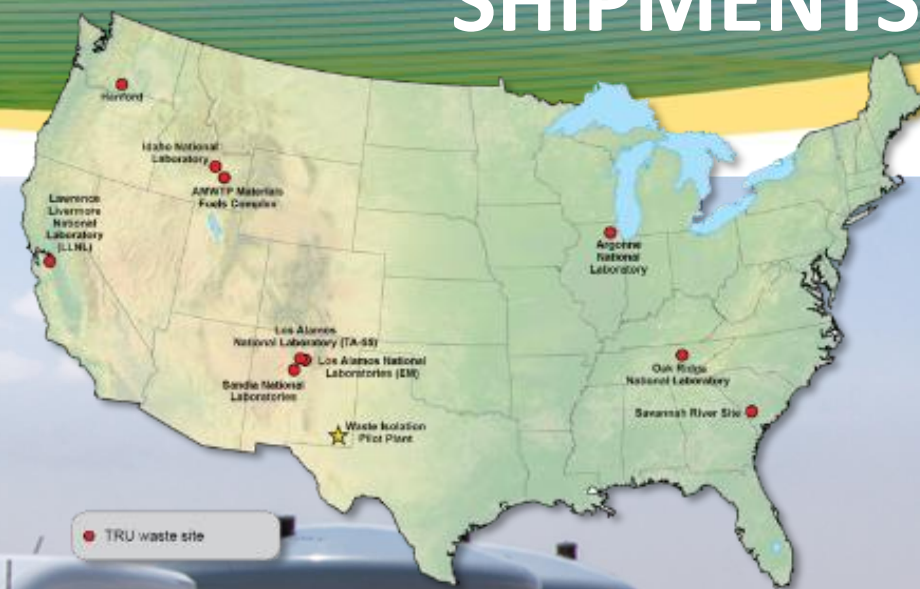 SHIPMENTS
Hanford
Idaho National
Laboratory
AMWTP Materials
Fuels Complex
Lawrence
Livermore
National
Laboratory
(LLNL)
Argonne
National
Laboratory
Los Alamos
National Laboratory (TA-55)
Los Alamos National
Laboratories (EM)
Sandia National
Laboratories
Oak Ridge
National Laboratory
Savannah River Site
Waste Isolation
Pilot Plant
TRU waste site